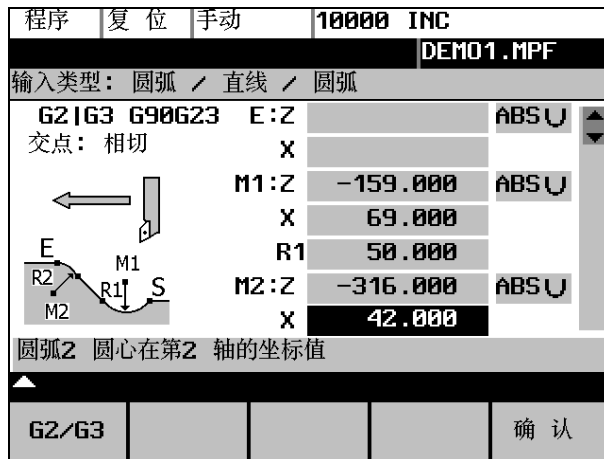 程序 复 位 手动 10000 INC
DEMO1.MPF
输入类型: 圆弧 / 直线 / 圆弧
G2|G3 G90G23 E:Z ABS
交点: 相切 X
M1:Z -159.000 ABS
X 69.000
R1 50.000
M2:Z -316.000 ABS
X 42.000
E
M1
R2
R1
S
M2
圆弧2 圆心在第2 轴的坐标值
G2/G3 确 认